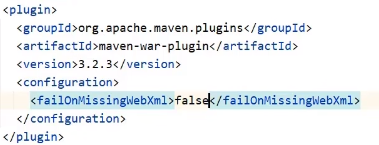 <plugin>
  <groupId>org.apache.maven.plugins</groupId>
  <artifactId>maven-war-plugin</artifactId>
  <version>3.2.3</version>
  <configuration>
    <failOnMissingWebXml>false</failOnMissingWebXml>
  </configuration>
</plugin>